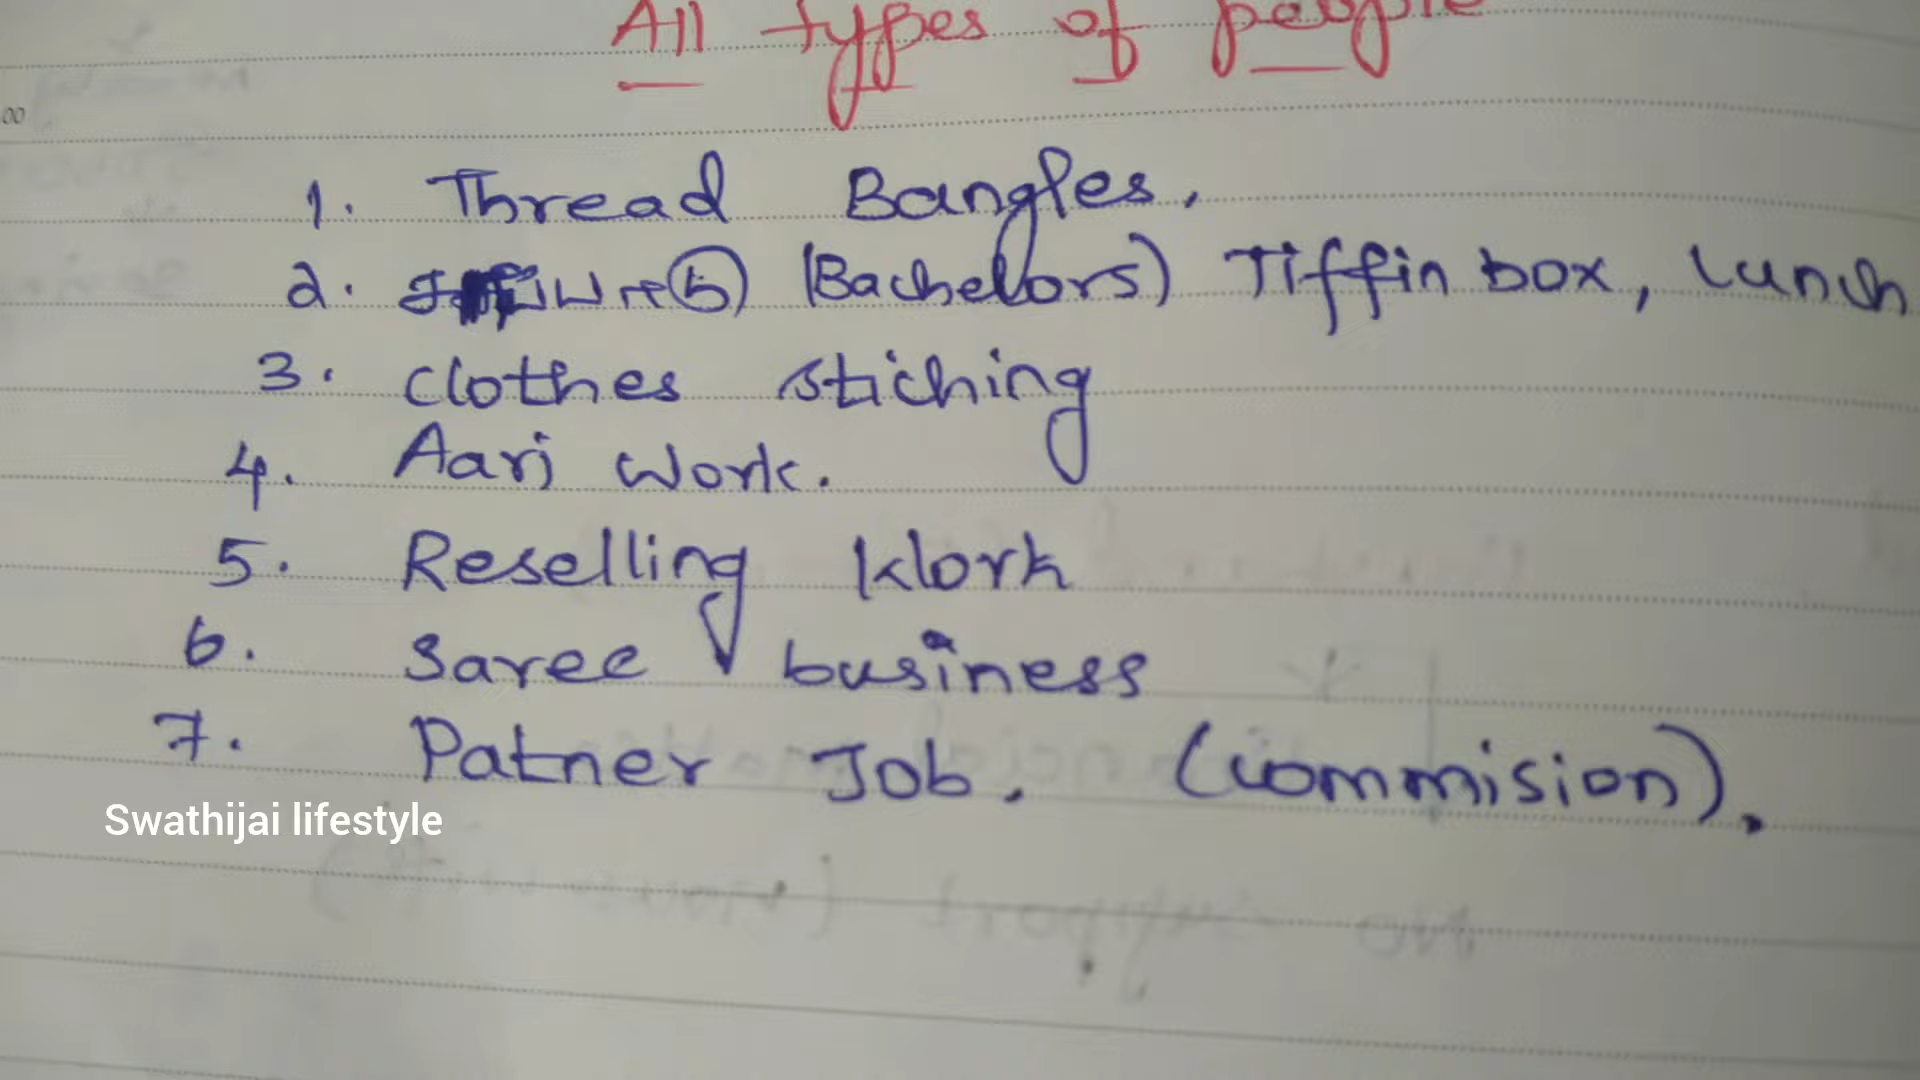 All types of people
00
1. Thread Bangles.
2. சாப்பாடு (Bachelors) Tiffin box, lunch
3. clothes stiching
4. Aari work.
5. Reselling Work
6. Saree business
7. Patner Job. (commision).
Swathijai lifestyle